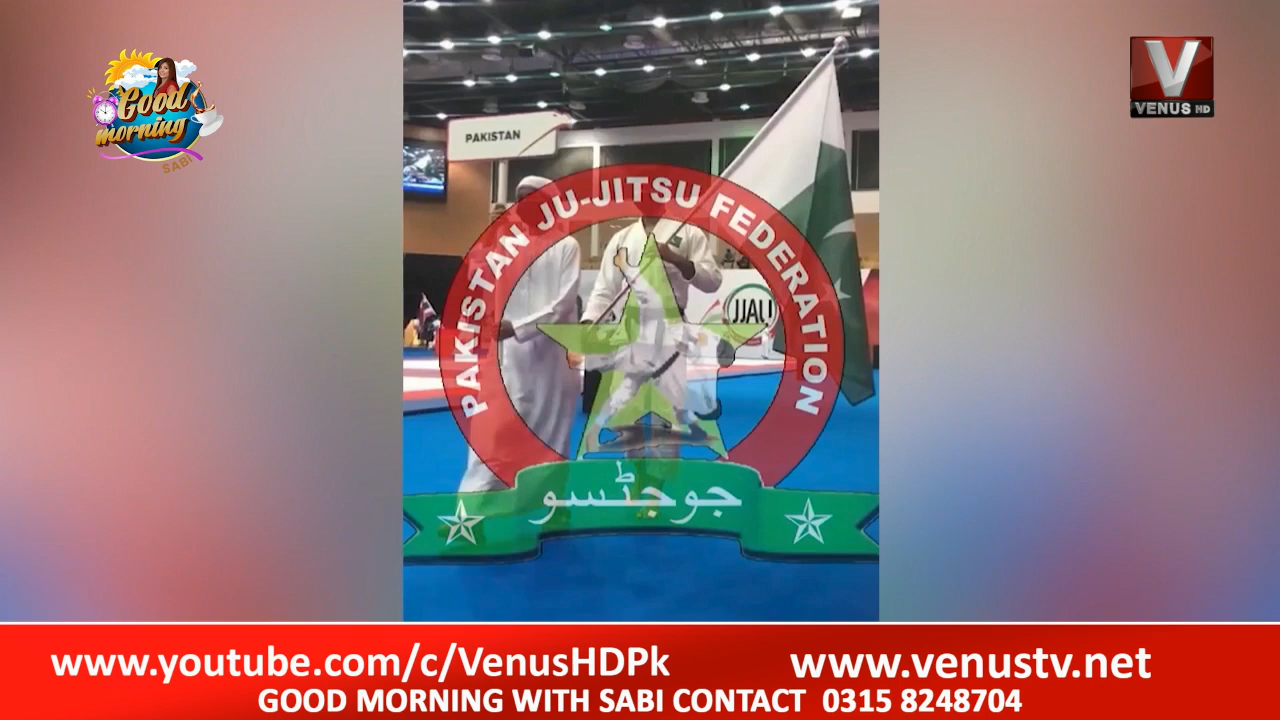 Good
morning
SABI
V
VENUS HD
PAKISTAN
PAKISTAN JU-JITSU FEDERATION
JJAU
جوجٹسو
www.youtube.com/c/VenusHDPk
www.venustv.net
GOOD MORNING WITH SABI CONTACT 0315 8248704